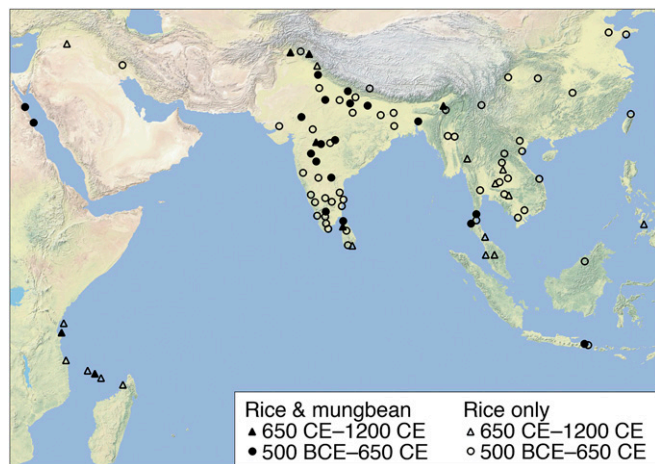 Rice & mungbean Rice only
▲ 650 CE–1200 CE △ 650 CE–1200 CE
● 500 BCE–650 CE ○ 500 BCE–650 CE